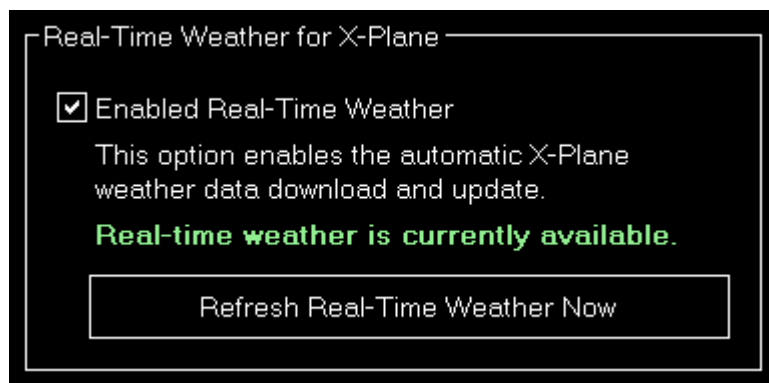 Real-Time Weather for X-Plane
Enabled Real-Time Weather
This option enables the automatic X-Plane
weather data download and update.
Real-time weather is currently available.
Refresh Real-Time Weather Now